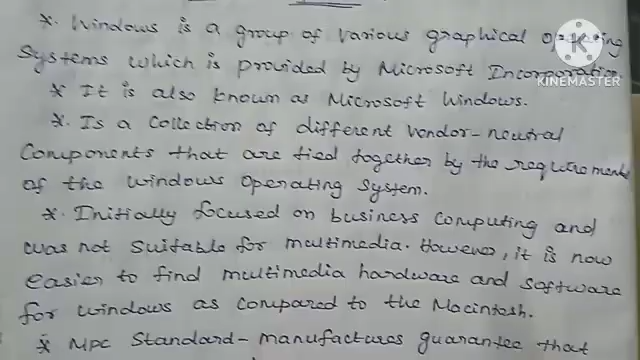 *. Windows is a group of various graphical operating
Systems which is provided by Microsoft Incorporation
* It is also known as Microsoft Windows.
*. Is a collection of different vendor-neutral
Components that are tied together by the requirements
of the windows operating System.
*. Initially focused on business computing and
was not suitable for multimedia. However, it is now
easier to find multimedia hardware and software
for windows as compared to the Macintosh.
* MPC Standard - manufactures guarantee that
KINEMASTER